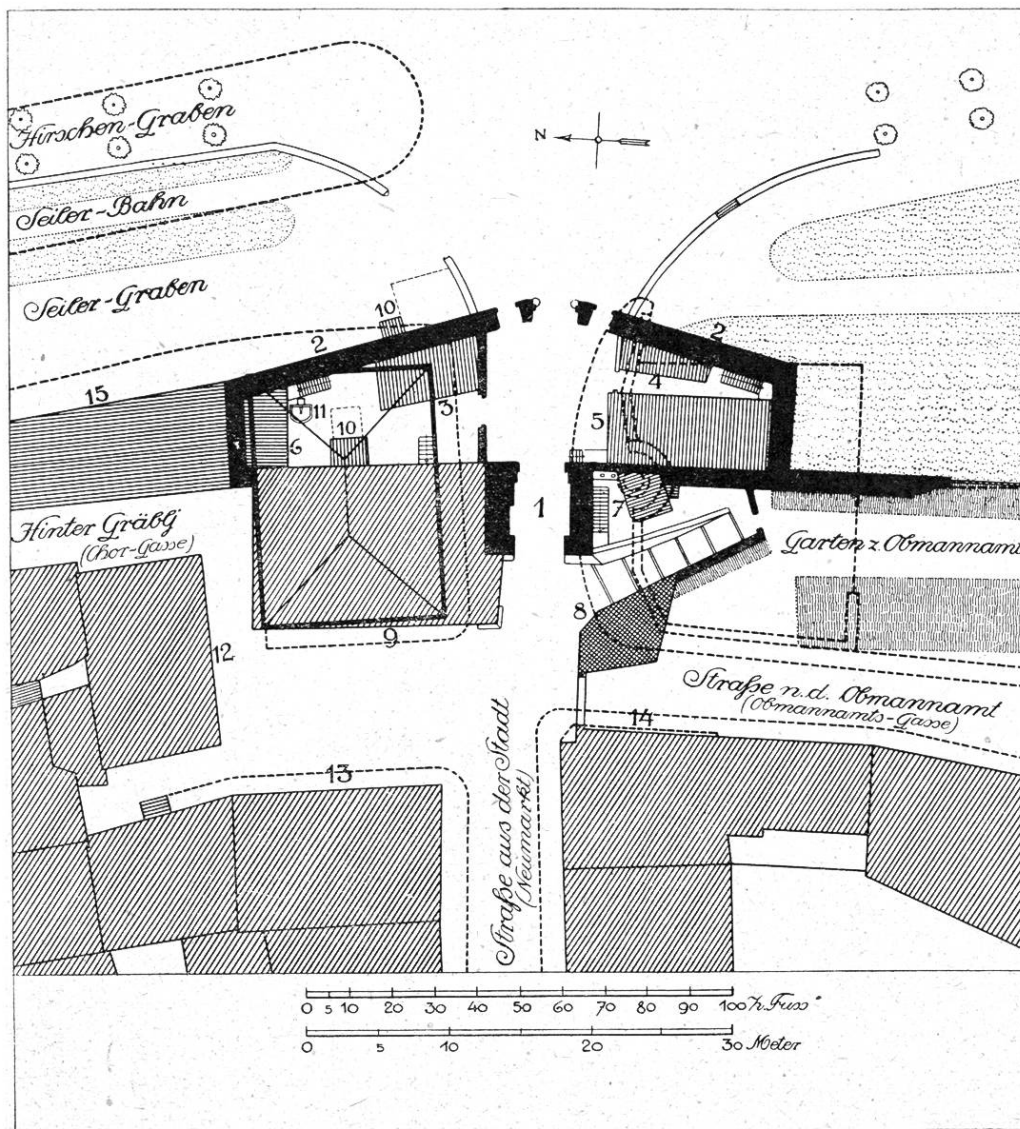 Hirschen-Graben
N
Seiler-Bahn
Seiler-Graben
10
2
2
15
3
4
11
10
5
6
1
7
Hinter Gräbli
(Chor-Gasse)
Garten z. Obmannamt
8
9
12
Straße n. d. Obmannamt
(Obmannamts-Gasse)
14
13
Straße aus der Stadt
(Neumarkt)
0 5 10 20 30 40 50 60 70 80 90 100 z. Fuss
0 5 10 20 30 Meter